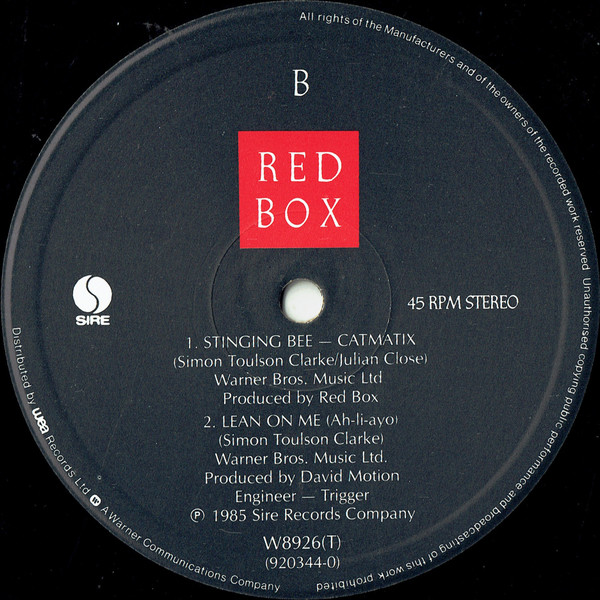 All rights of the Manufacturers and of the owners of the recorded work reserved. Unauthorised copying public performance and broadcasting of this work prohibited
B
RED
BOX
SIRE
45 RPM STEREO
1. STINGING BEE — CATMATIX
(Simon Toulson Clarke/Julian Close)
Warner Bros. Music Ltd
Produced by Red Box
2. LEAN ON ME (Ah-li-ayo)
(Simon Toulson Clarke)
Warner Bros. Music Ltd.
Produced by David Motion
Engineer — Trigger
℗ 1985 Sire Records Company
W8926(T)
(920344-0)
Distributed by wea Records Ltd. W A Warner Communications Company